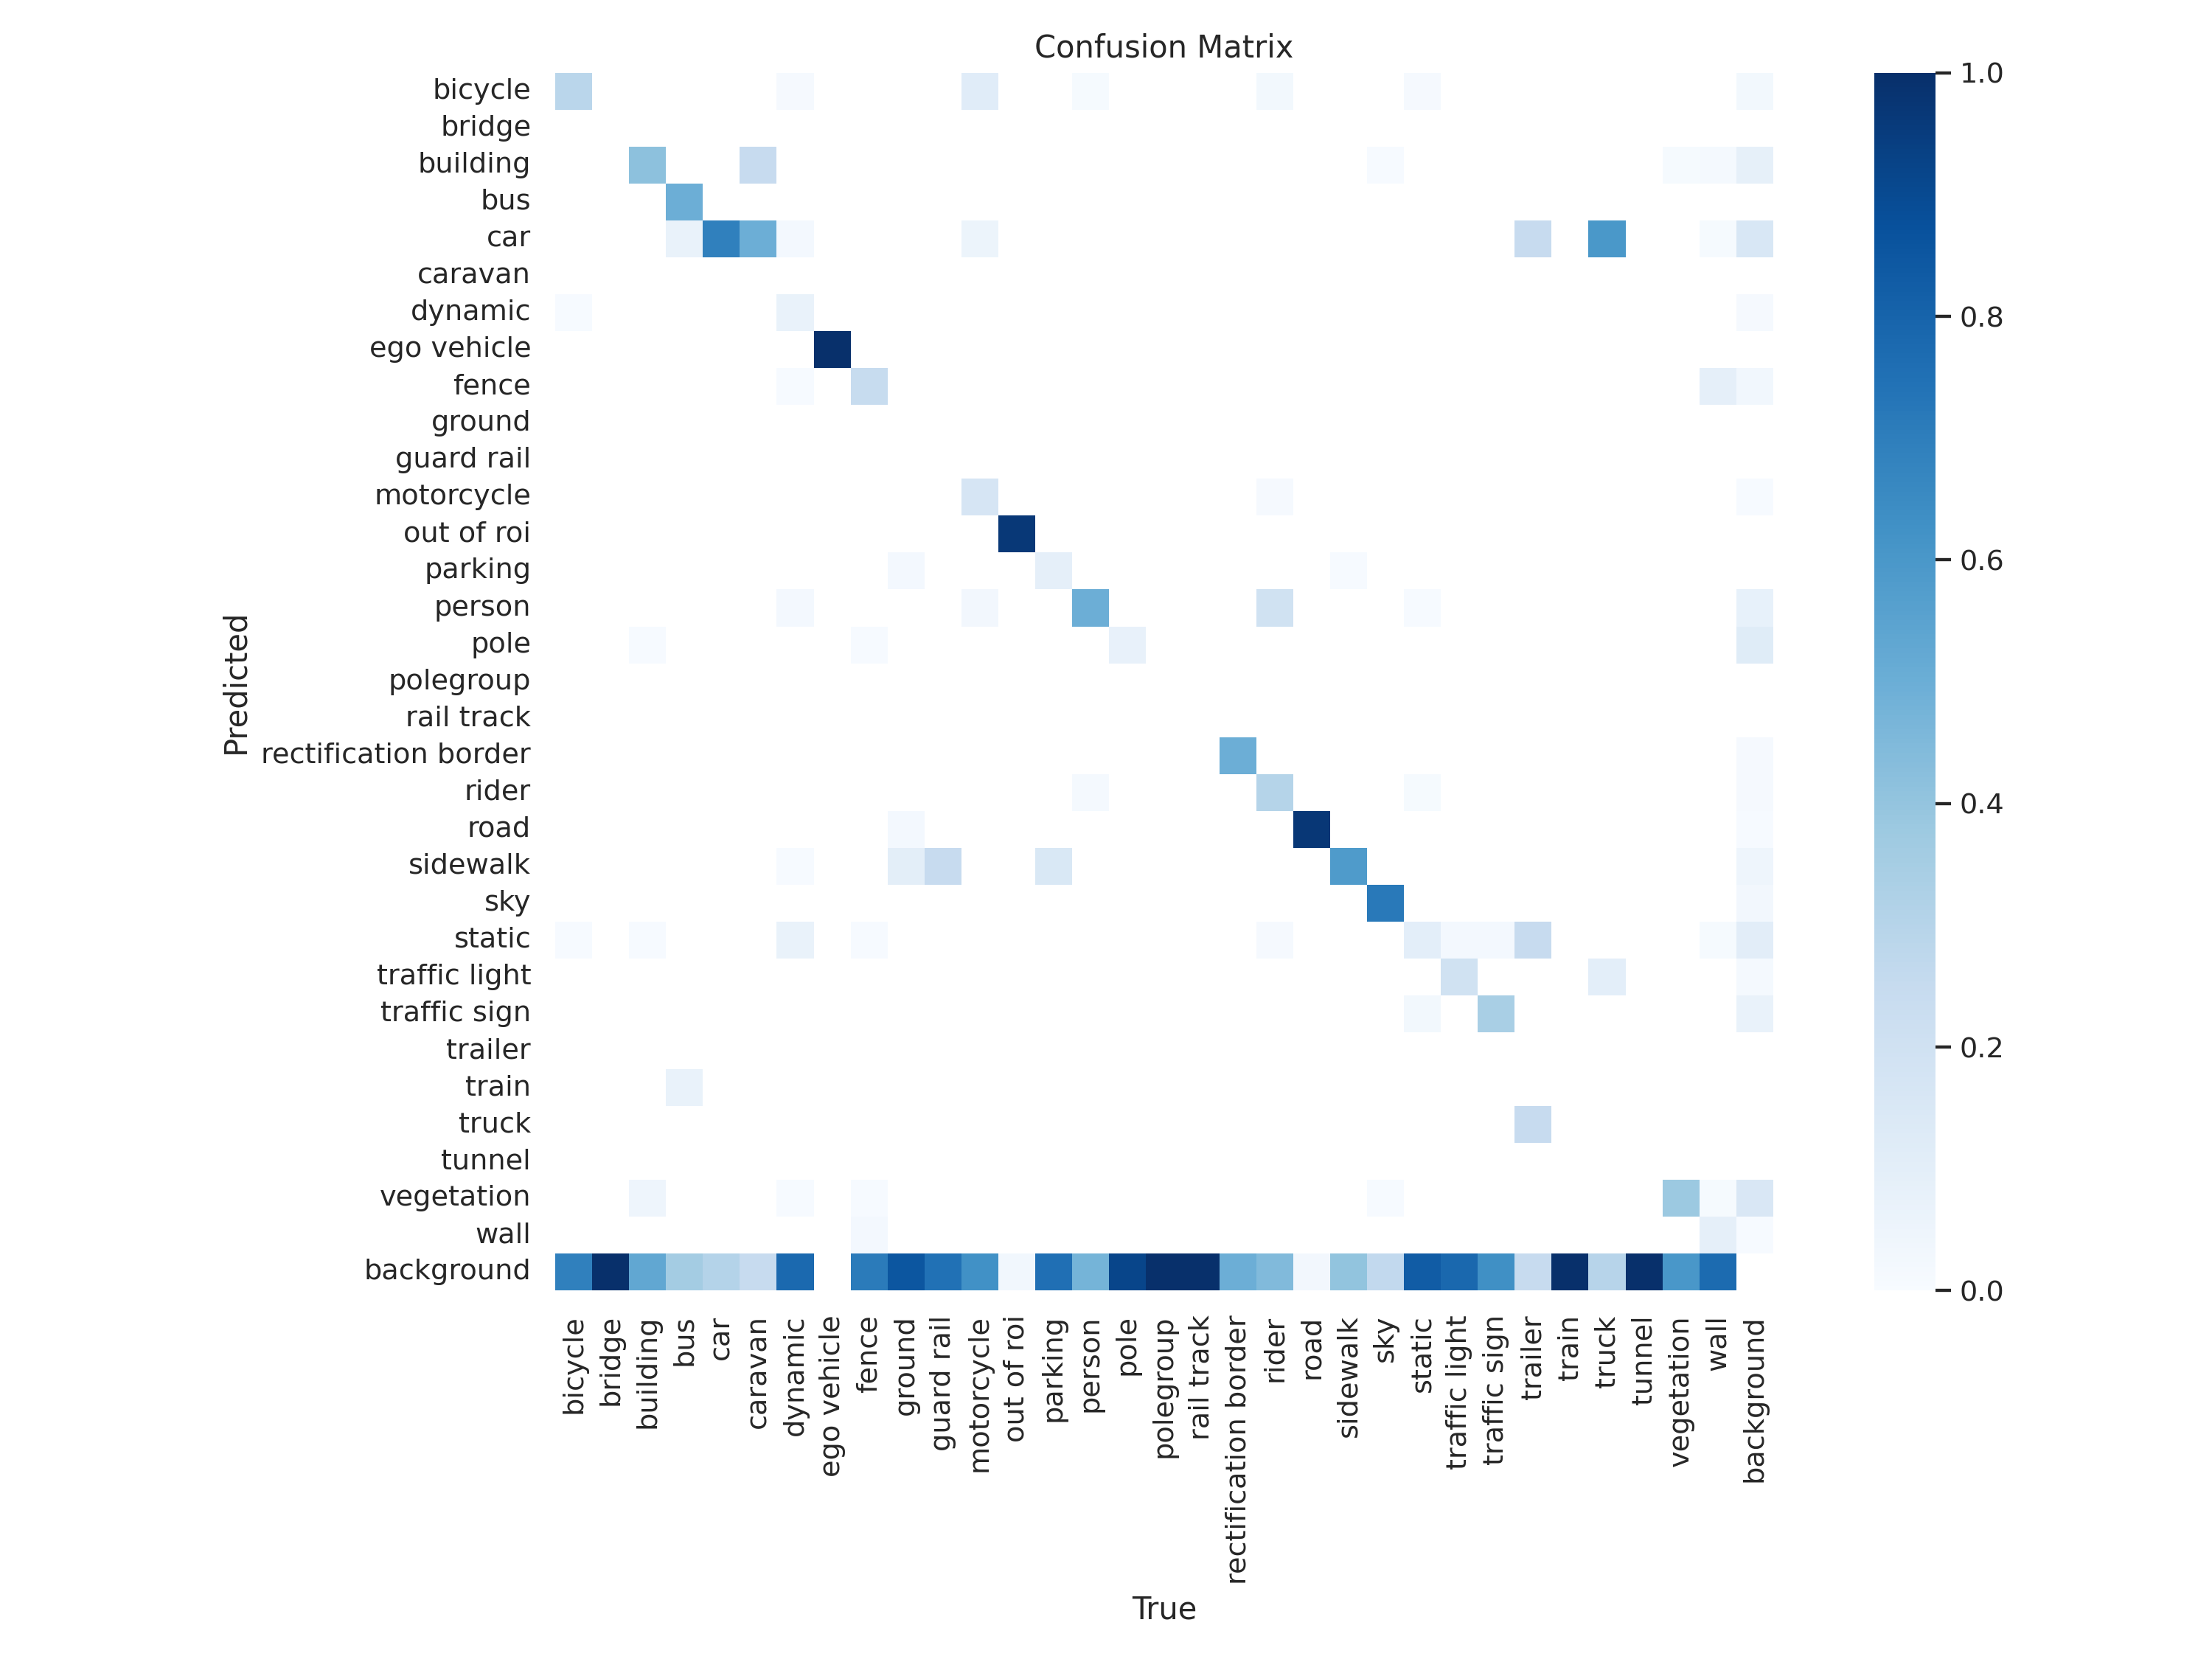 Confusion Matrix
bicycle
bridge
building
bus
car
caravan
dynamic
ego vehicle
fence
ground
guard rail
motorcycle
out of roi
parking
person
pole
polegroup
rail track
rectification border
rider
road
sidewalk
sky
static
traffic light
traffic sign
trailer
train
truck
tunnel
vegetation
wall
background
Predicted
bicycle
bridge
building
bus
car
caravan
dynamic
ego vehicle
fence
ground
guard rail
motorcycle
out of roi
parking
person
pole
polegroup
rail track
rectification border
rider
road
sidewalk
sky
static
traffic light
traffic sign
trailer
train
truck
tunnel
vegetation
wall
background
True
1.0
0.8
0.6
0.4
0.2
0.0